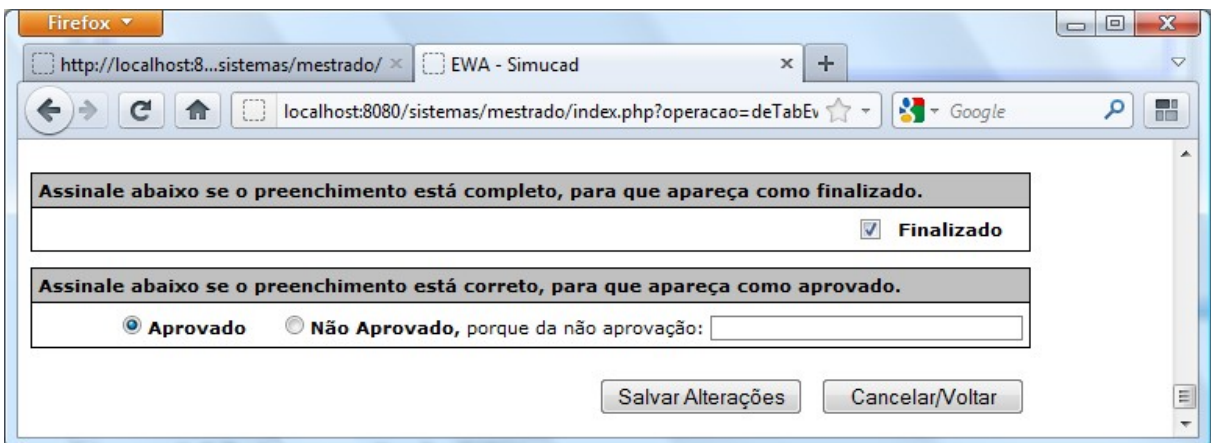 Firefox
http://localhost:8...sistemas/mestrado/
EWA - Simucad
localhost:8080/sistemas/mestrado/index.php?operacao=deTabEv
Google
Assinale abaixo se o preenchimento está completo, para que apareça como finalizado.
Finalizado
Assinale abaixo se o preenchimento está correto, para que apareça como aprovado.
Aprovado Não Aprovado, porque da não aprovação:
Salvar Alterações Cancelar/Voltar